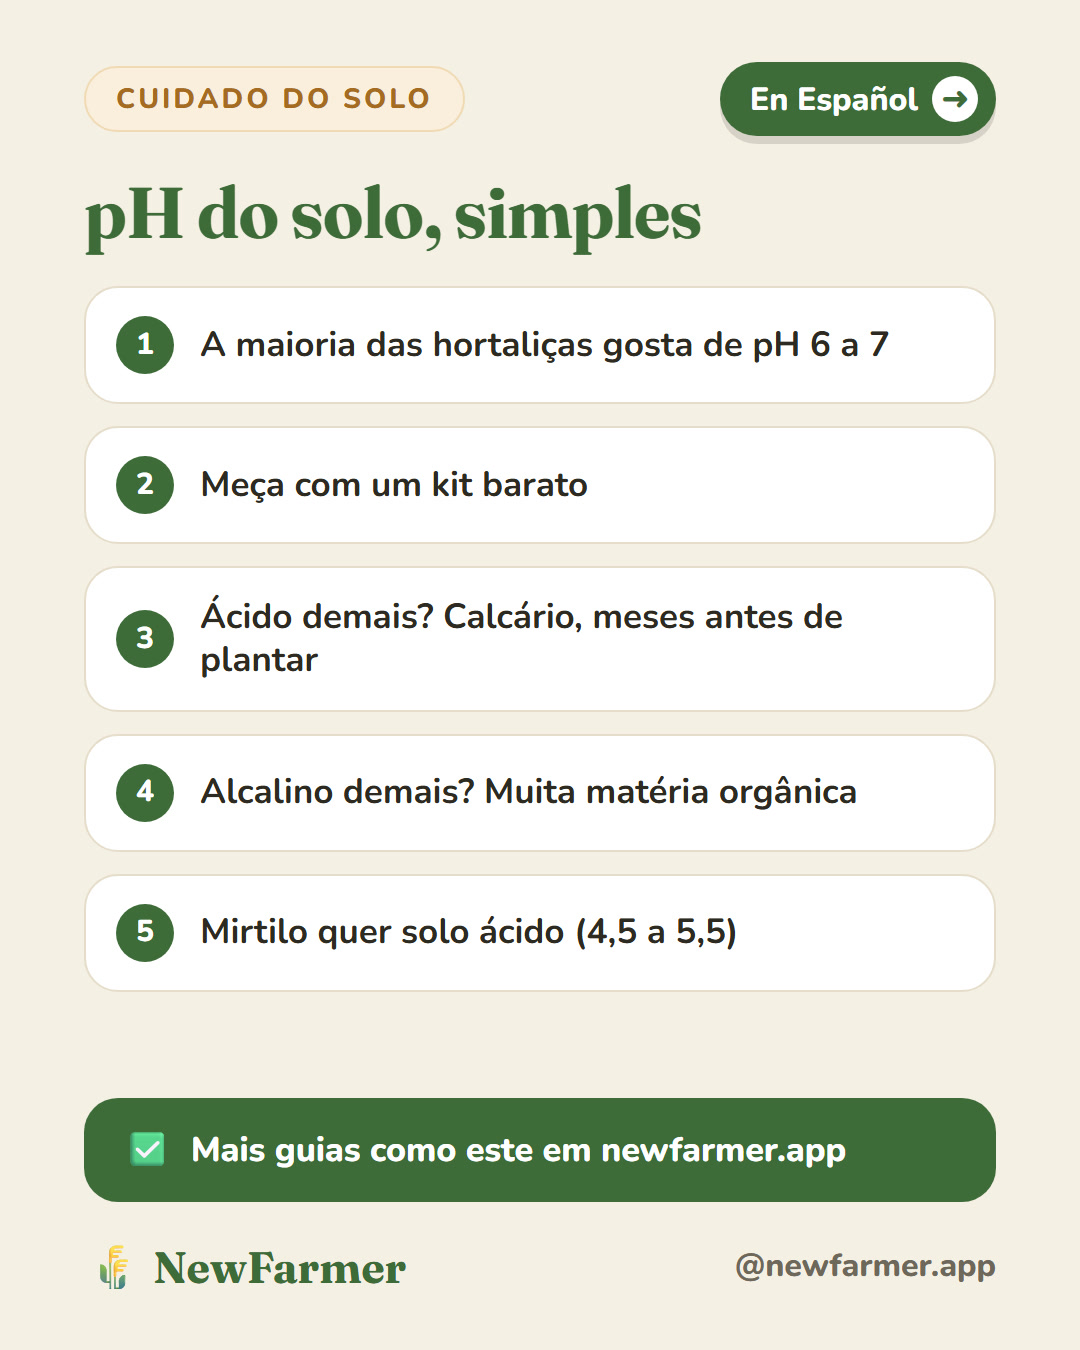 CUIDADO DO SOLO
En Español
pH do solo, simples
1 A maioria das hortaliças gosta de pH 6 a 7
2 Meça com um kit barato
3 Ácido demais? Calcário, meses antes de
plantar
4 Alcalino demais? Muita matéria orgânica
5 Mirtilo quer solo ácido (4,5 a 5,5)
Mais guias como este em newfarmer.app
NewFarmer
@newfarmer.app